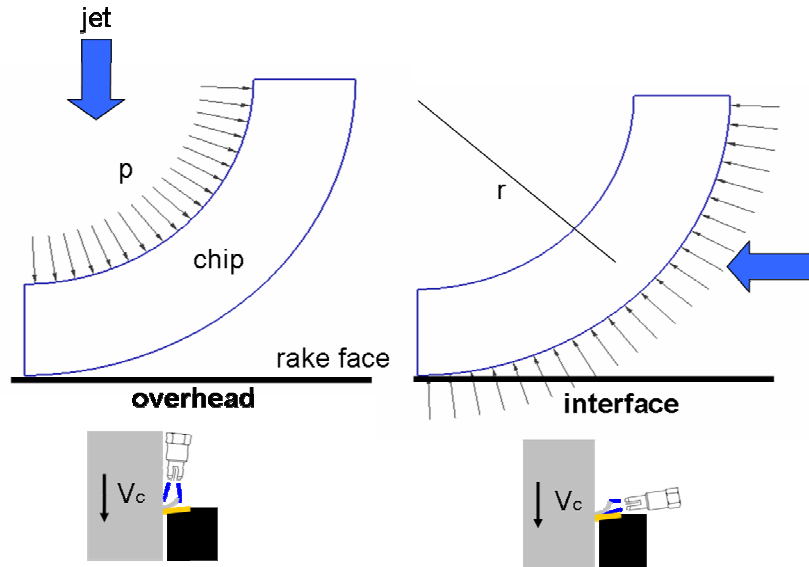 jet
p
chip
rake face
overhead
r
interface
Vc
Vc